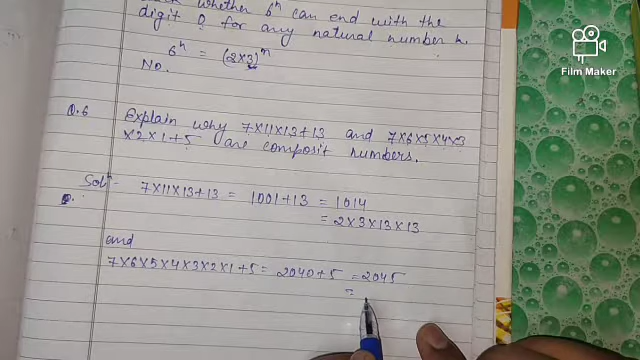 whether 6ⁿ can end with the
digit 0 for any natural number n.
6ⁿ = (2×3)ⁿ
NO.
Q.6 Explain why 7×11×13+13 and 7×6×5×4×3
×2×1+5 are composit numbers.
Solⁿ- 7×11×13+13 = 1001+13 = 1014
= 2×3×13×13
and
7×6×5×4×3×2×1+5 = 2040+5 = 2045
=
Film Maker